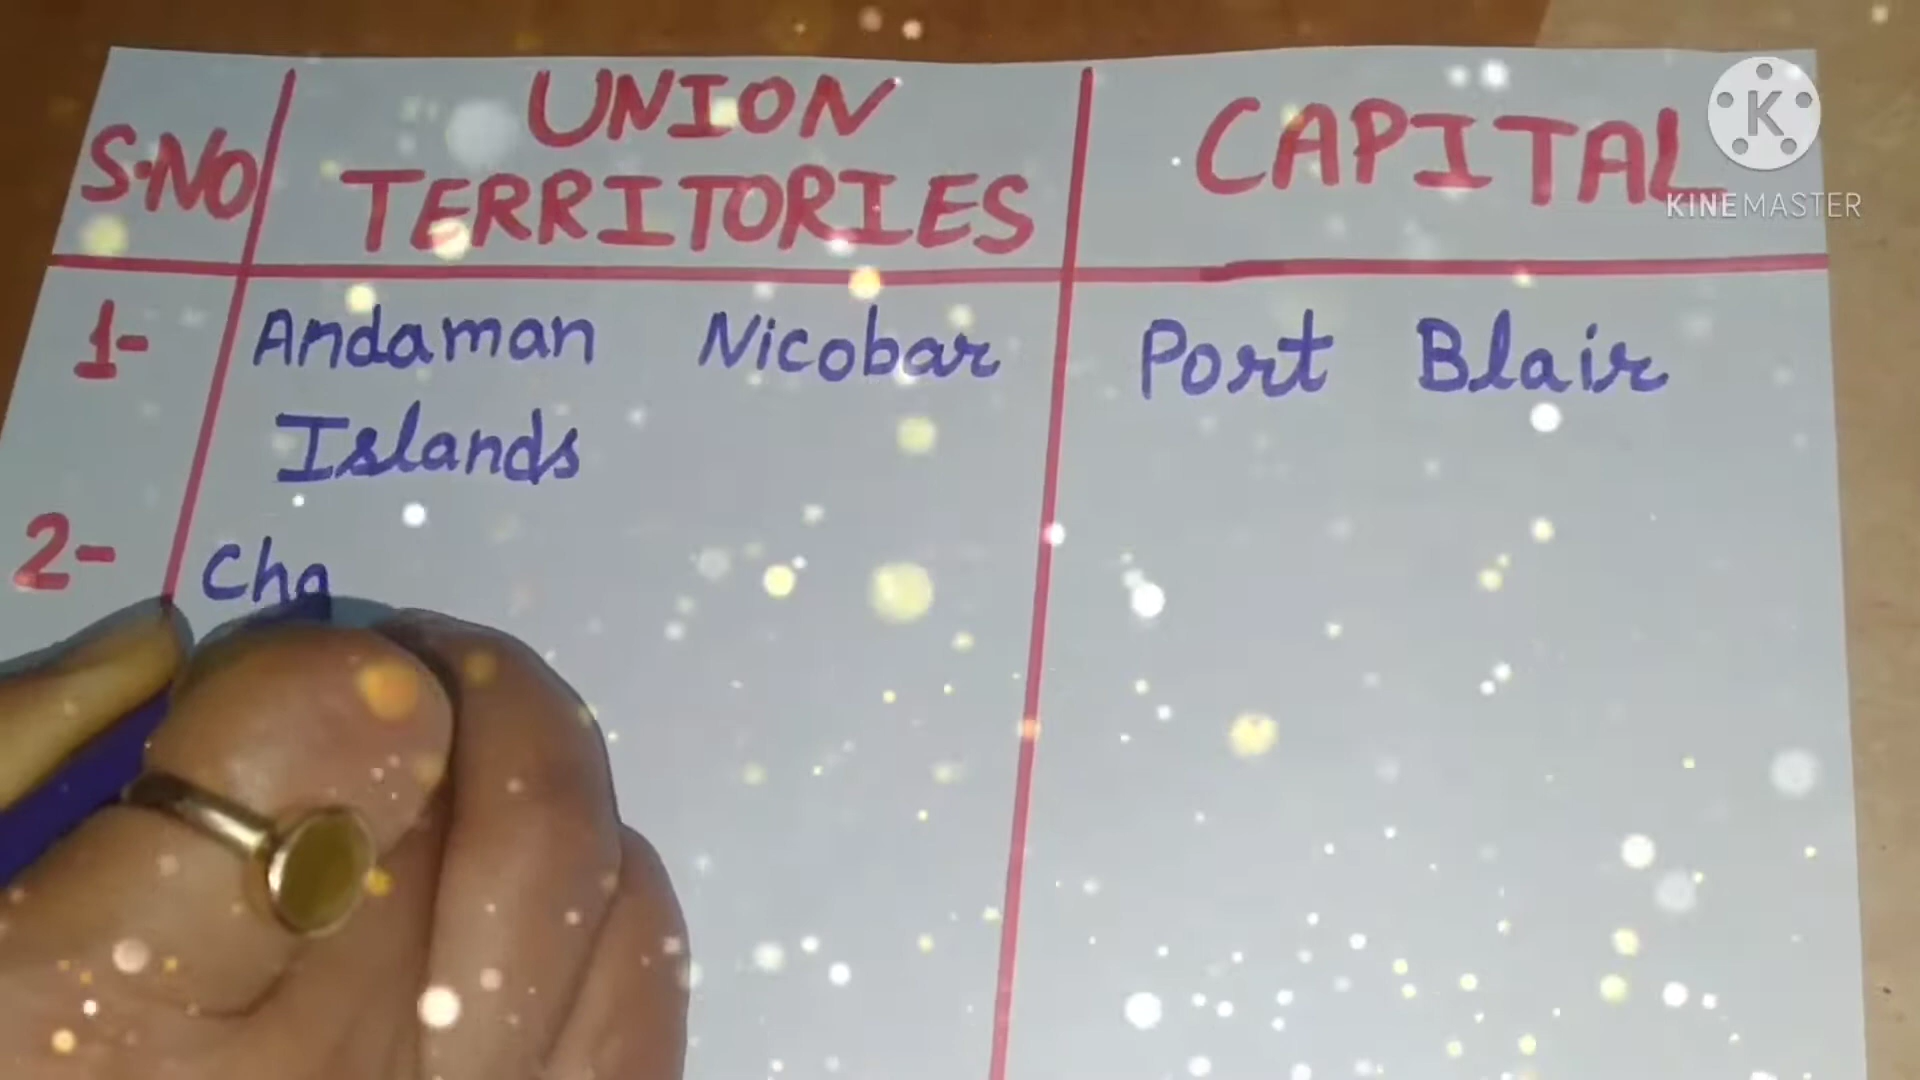 S.NO
UNION
TERRITORIES
CAPITAL
KINEMASTER
1-
Andaman Nicobar
Islands
Port Blair
2-
Cha